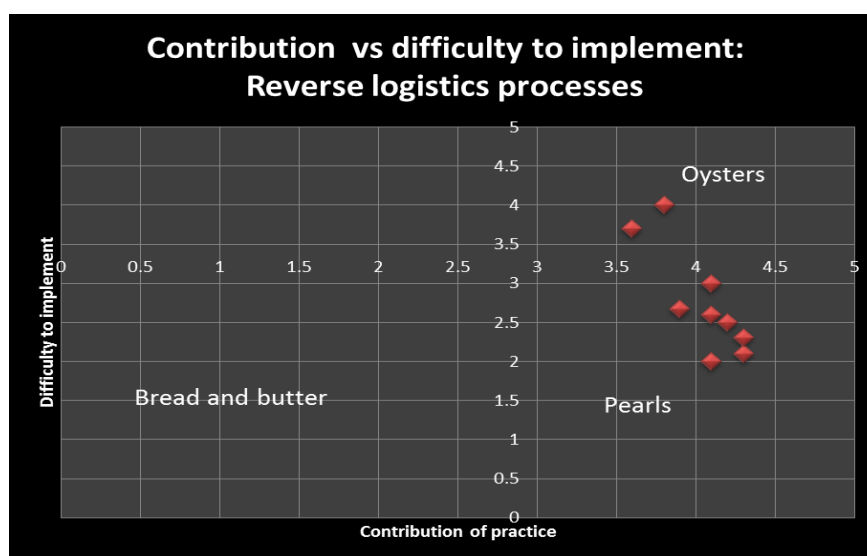 Contribution vs difficulty to implement:
Reverse logistics processes
5
4.5
Oysters
4
3.5
0 0.5 1 1.5 2 2.5 3 3.5 4 4.5 5
3
2.5
2
Difficulty to implement
Bread and butter
1.5
Pearls
1
0.5
0
Contribution of practice